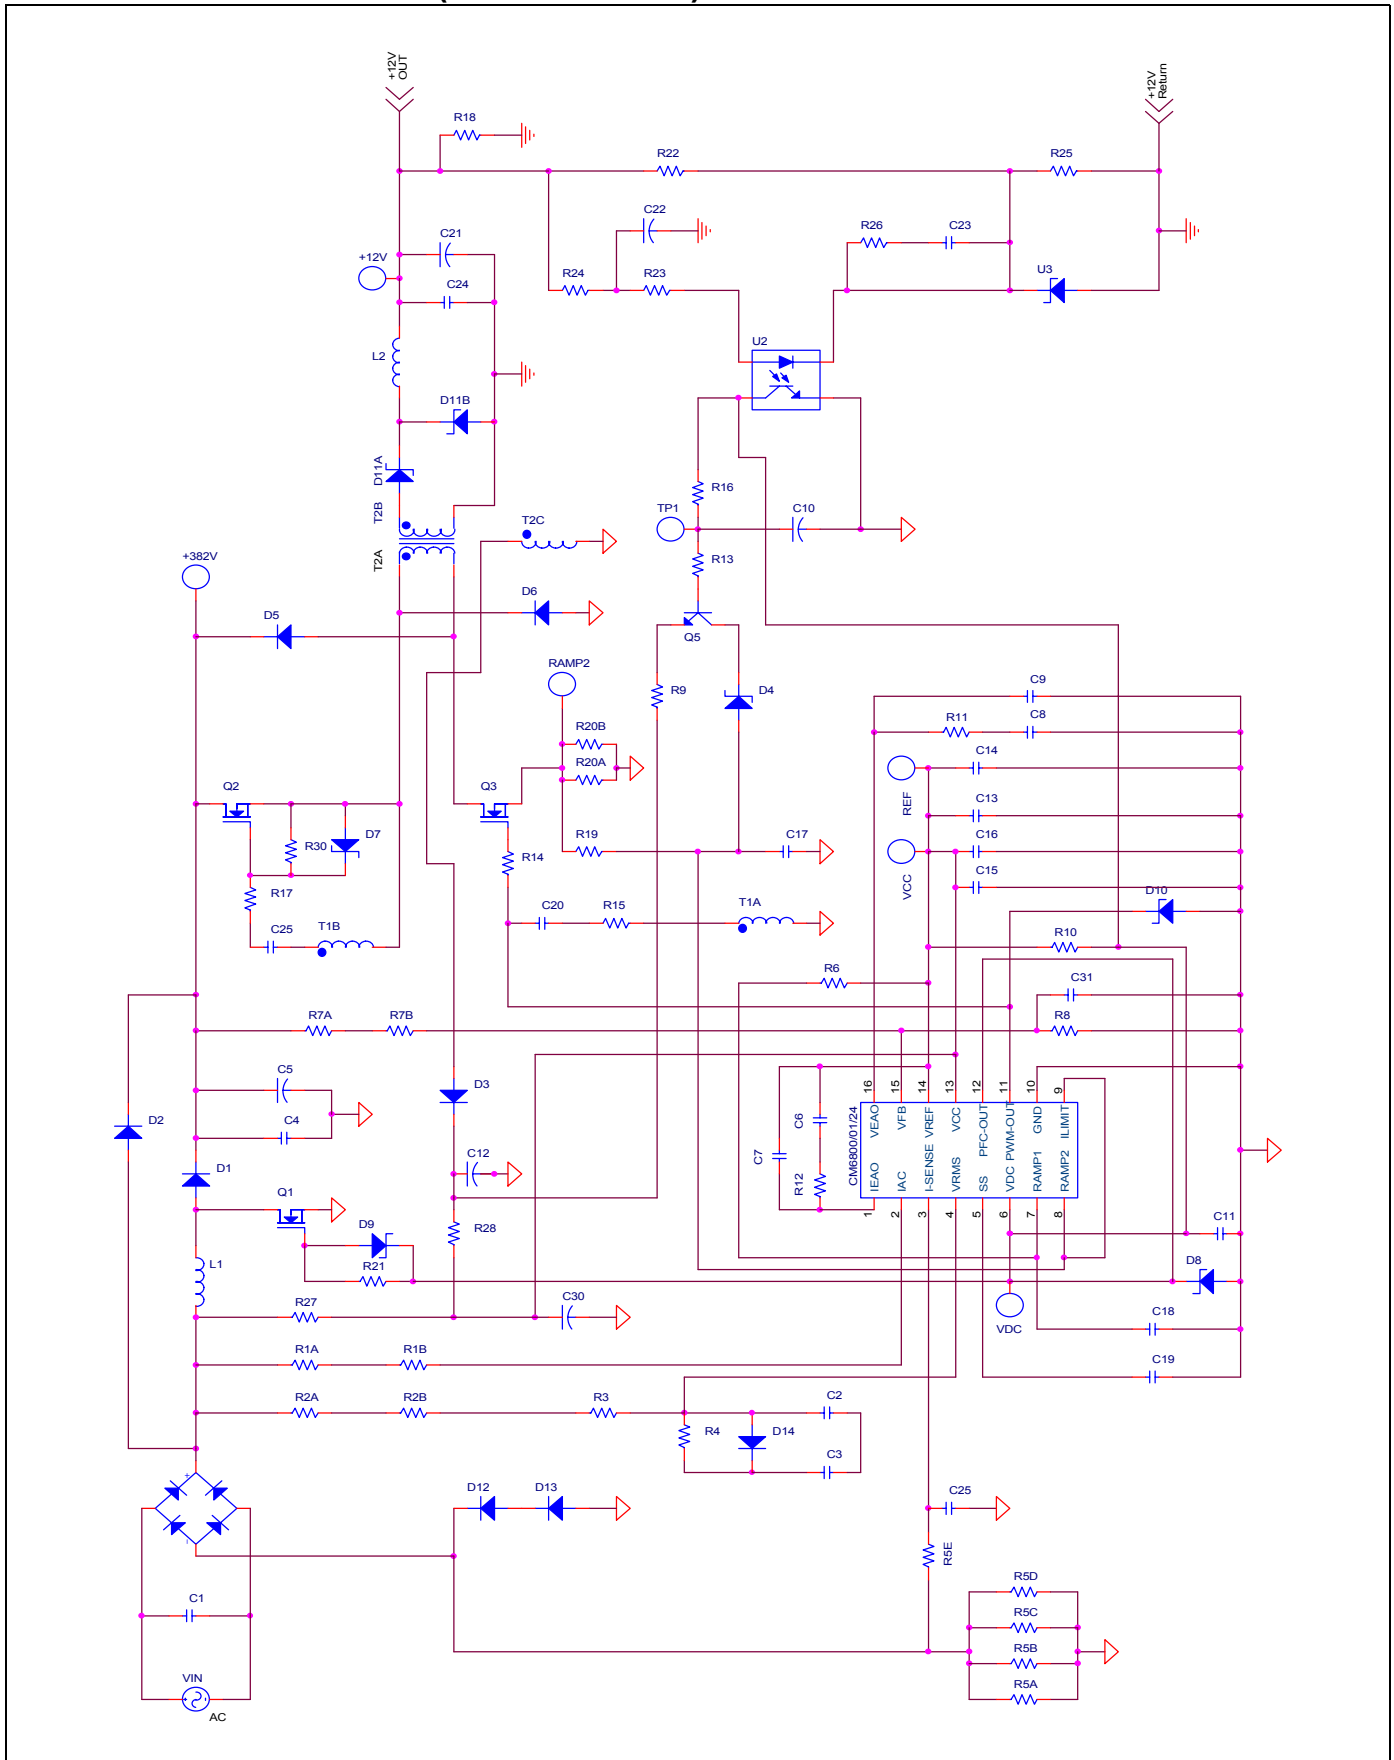 +12V
OUT
+12V
Return
R18
R22
R25
C22
C21
R26
C23
+12V
R24
R23
U3
C24
U2
L2
D11B
D11A
R16
T2B
T2C
TP1
C10
T2A
+382V
R13
D6
D5
Q5
RAMP2
R9
D4
C9
R20B
R11
C8
R20A
C14
Q2
Q3
REF
C13
D7
R19
C17
C16
R30
R14
VCC
C15
R17
D10
C20
R15
T1A
C25
T1B
R10
R6
C31
R7A
R7B
R8
C5
D3
16
15
14
13
12
11
10
9
D2
C4
C6
CM6800/01/24
VEAO
VFB
VREF
VCC
PFC-OUT
PWM-OUT
GND
ILIMIT
C7
C12
D1
R12
IEAO
IAC
I-SENSE
VRMS
SS
VDC
RAMP1
RAMP2
Q1
1
2
3
4
5
6
7
8
D9
R28
C11
L1
R21
D8
R27
C30
VDC
C18
R1A
R1B
C19
R2A
R2B
R3
C2
R4
D14
C3
+
D12
D13
C25
R5E
R5D
C1
R5C
R5B
VIN
R5A
AC